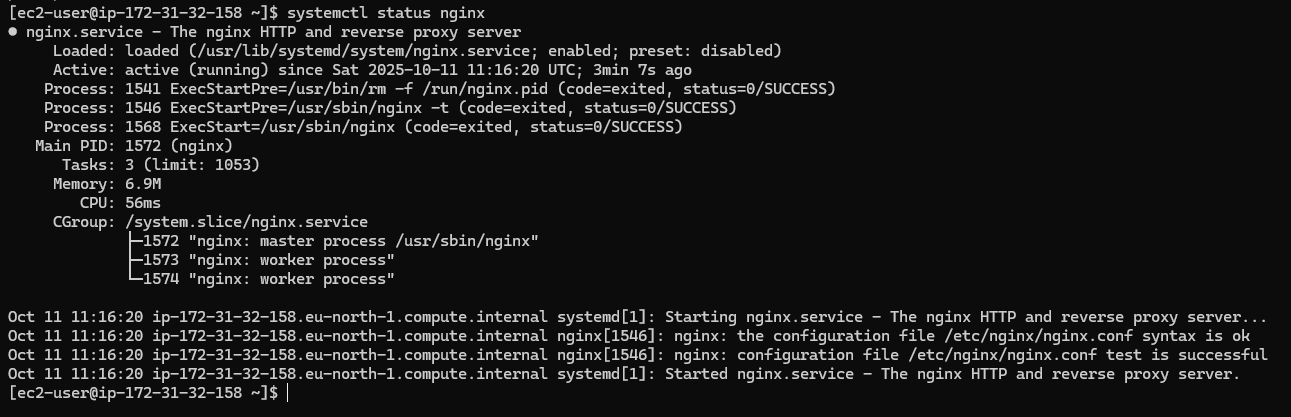 [ec2-user@ip-172-31-32-158 ~]$ systemctl status nginx
● nginx.service - The nginx HTTP and reverse proxy server
     Loaded: loaded (/usr/lib/systemd/system/nginx.service; enabled; preset: disabled)
     Active: active (running) since Sat 2025-10-11 11:16:20 UTC; 3min 7s ago
    Process: 1541 ExecStartPre=/usr/bin/rm -f /run/nginx.pid (code=exited, status=0/SUCCESS)
    Process: 1546 ExecStartPre=/usr/sbin/nginx -t (code=exited, status=0/SUCCESS)
    Process: 1568 ExecStart=/usr/sbin/nginx (code=exited, status=0/SUCCESS)
   Main PID: 1572 (nginx)
      Tasks: 3 (limit: 1053)
     Memory: 6.9M
        CPU: 56ms
     CGroup: /system.slice/nginx.service
             ├─1572 "nginx: master process /usr/sbin/nginx"
             ├─1573 "nginx: worker process"
             └─1574 "nginx: worker process"

Oct 11 11:16:20 ip-172-31-32-158.eu-north-1.compute.internal systemd[1]: Starting nginx.service - The nginx HTTP and reverse proxy server...
Oct 11 11:16:20 ip-172-31-32-158.eu-north-1.compute.internal nginx[1546]: nginx: the configuration file /etc/nginx/nginx.conf syntax is ok
Oct 11 11:16:20 ip-172-31-32-158.eu-north-1.compute.internal nginx[1546]: nginx: configuration file /etc/nginx/nginx.conf test is successful
Oct 11 11:16:20 ip-172-31-32-158.eu-north-1.compute.internal systemd[1]: Started nginx.service - The nginx HTTP and reverse proxy server.
[ec2-user@ip-172-31-32-158 ~]$